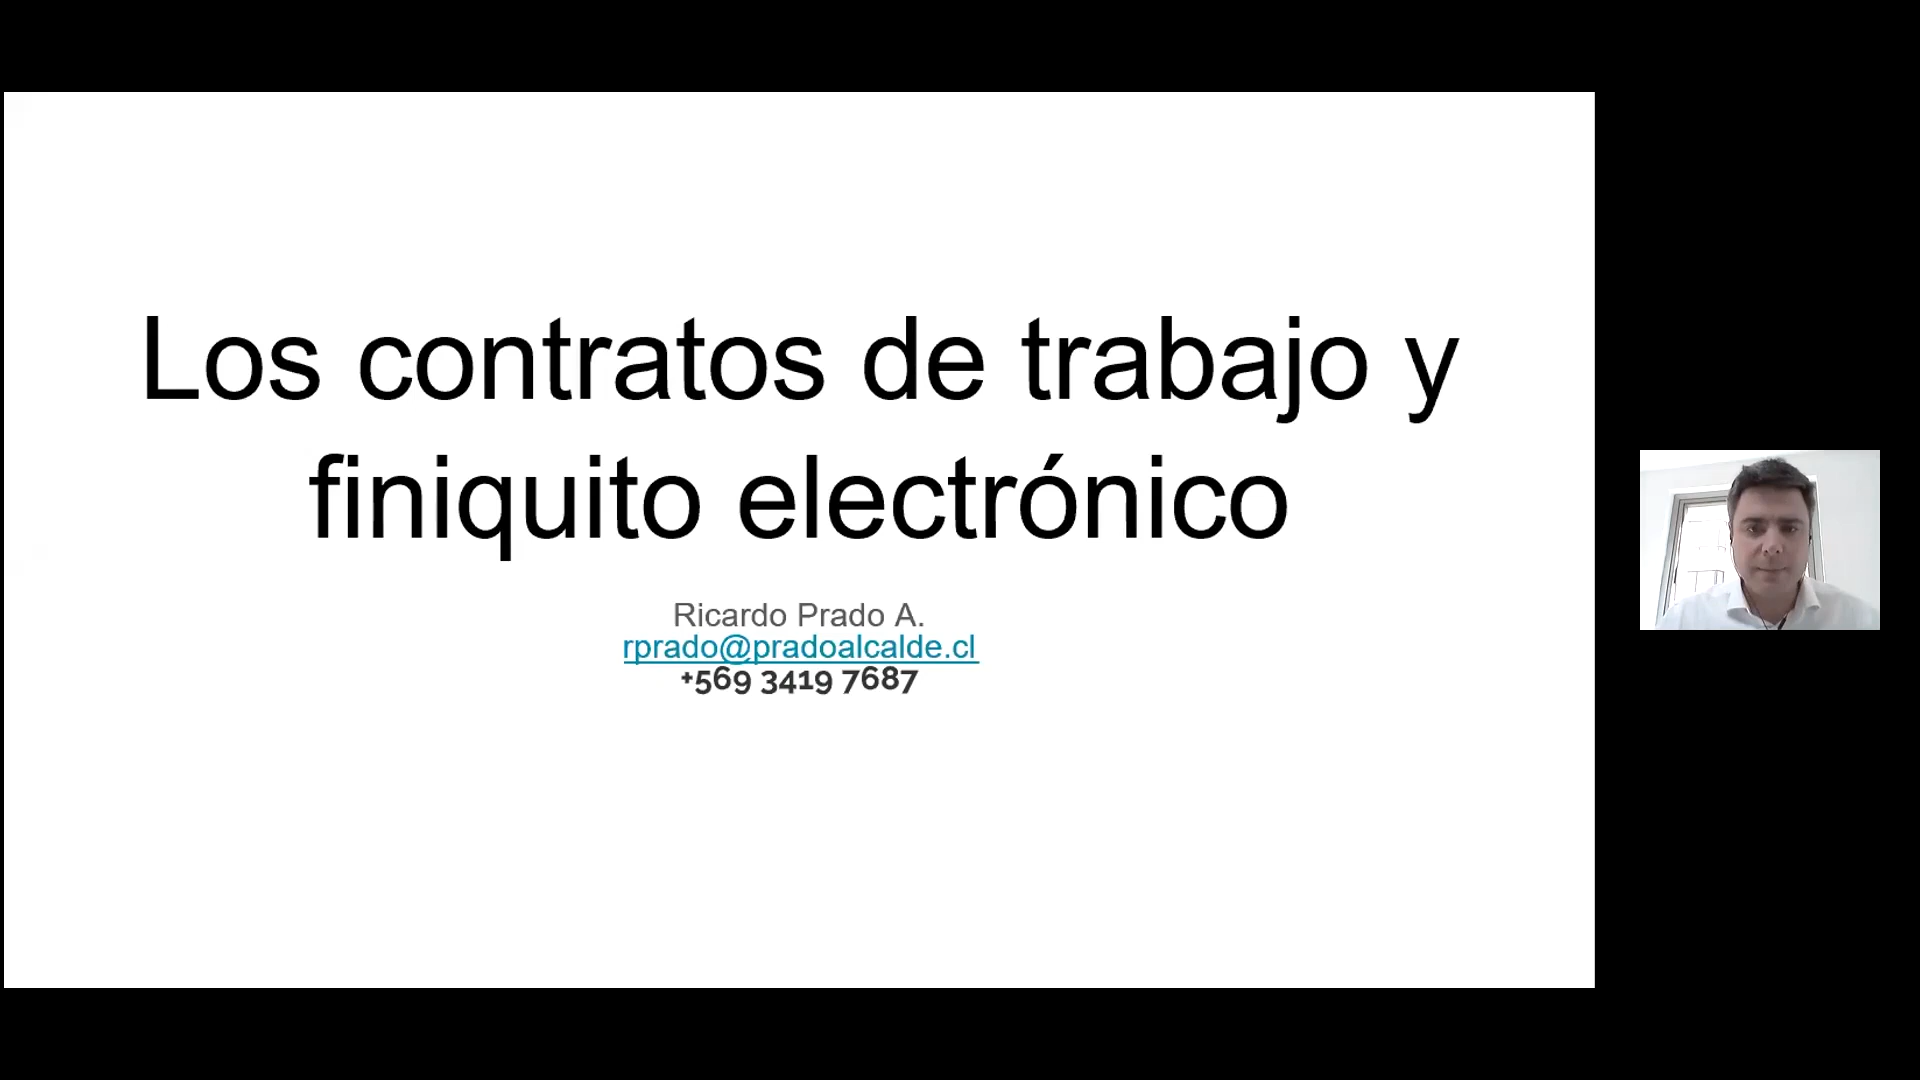 Los contratos de trabajo y
finiquito electrónico
Ricardo Prado A.
rprado@pradoalcalde.cl
+569 3419 7687